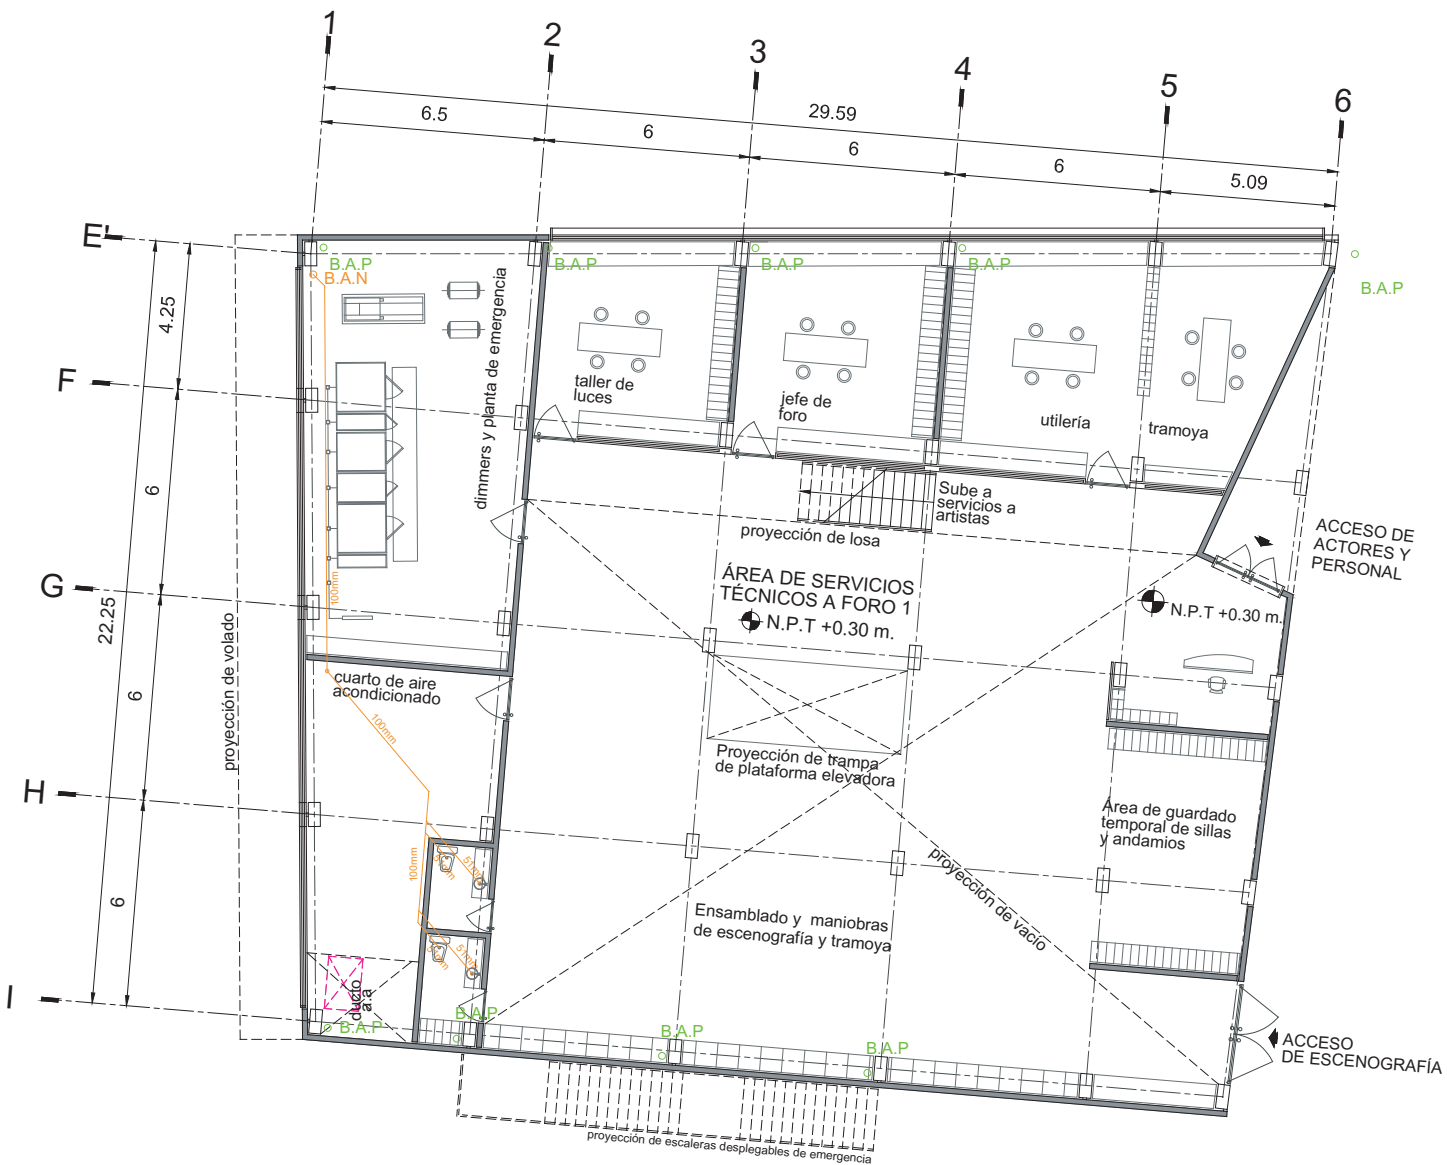 1
2
3
4
5
6
29.59
6.5
6
6
6
5.09
E'
F
G
H
I
4.25
6
22.25
6
6
B.A.P
B.A.N
B.A.P
B.A.P
B.A.P
B.A.P
dimmers y planta de emergencia
taller de
luces
jefe de
foro
utilería
tramoya
Sube a
servicios a
artistas
proyección de losa
ACCESO DE
ACTORES Y
PERSONAL
ÁREA DE SERVICIOS
TÉCNICOS A FORO 1
N.P.T +0.30 m.
N.P.T +0.30 m.
100mm
proyección de volado
cuarto de aire
acondicionado
100mm
Proyección de trampa
de plataforma elevadora
Área de guardado
temporal de sillas
y andamios
100mm
51mm
51mm
proyección de vacío
Ensamblado y maniobras
de escenografía y tramoya
ducto
a.a
B.A.P
B.A.P
B.A.P
B.A.P
ACCESO
DE ESCENOGRAFÍA
proyección de escaleras desplegables de emergencia